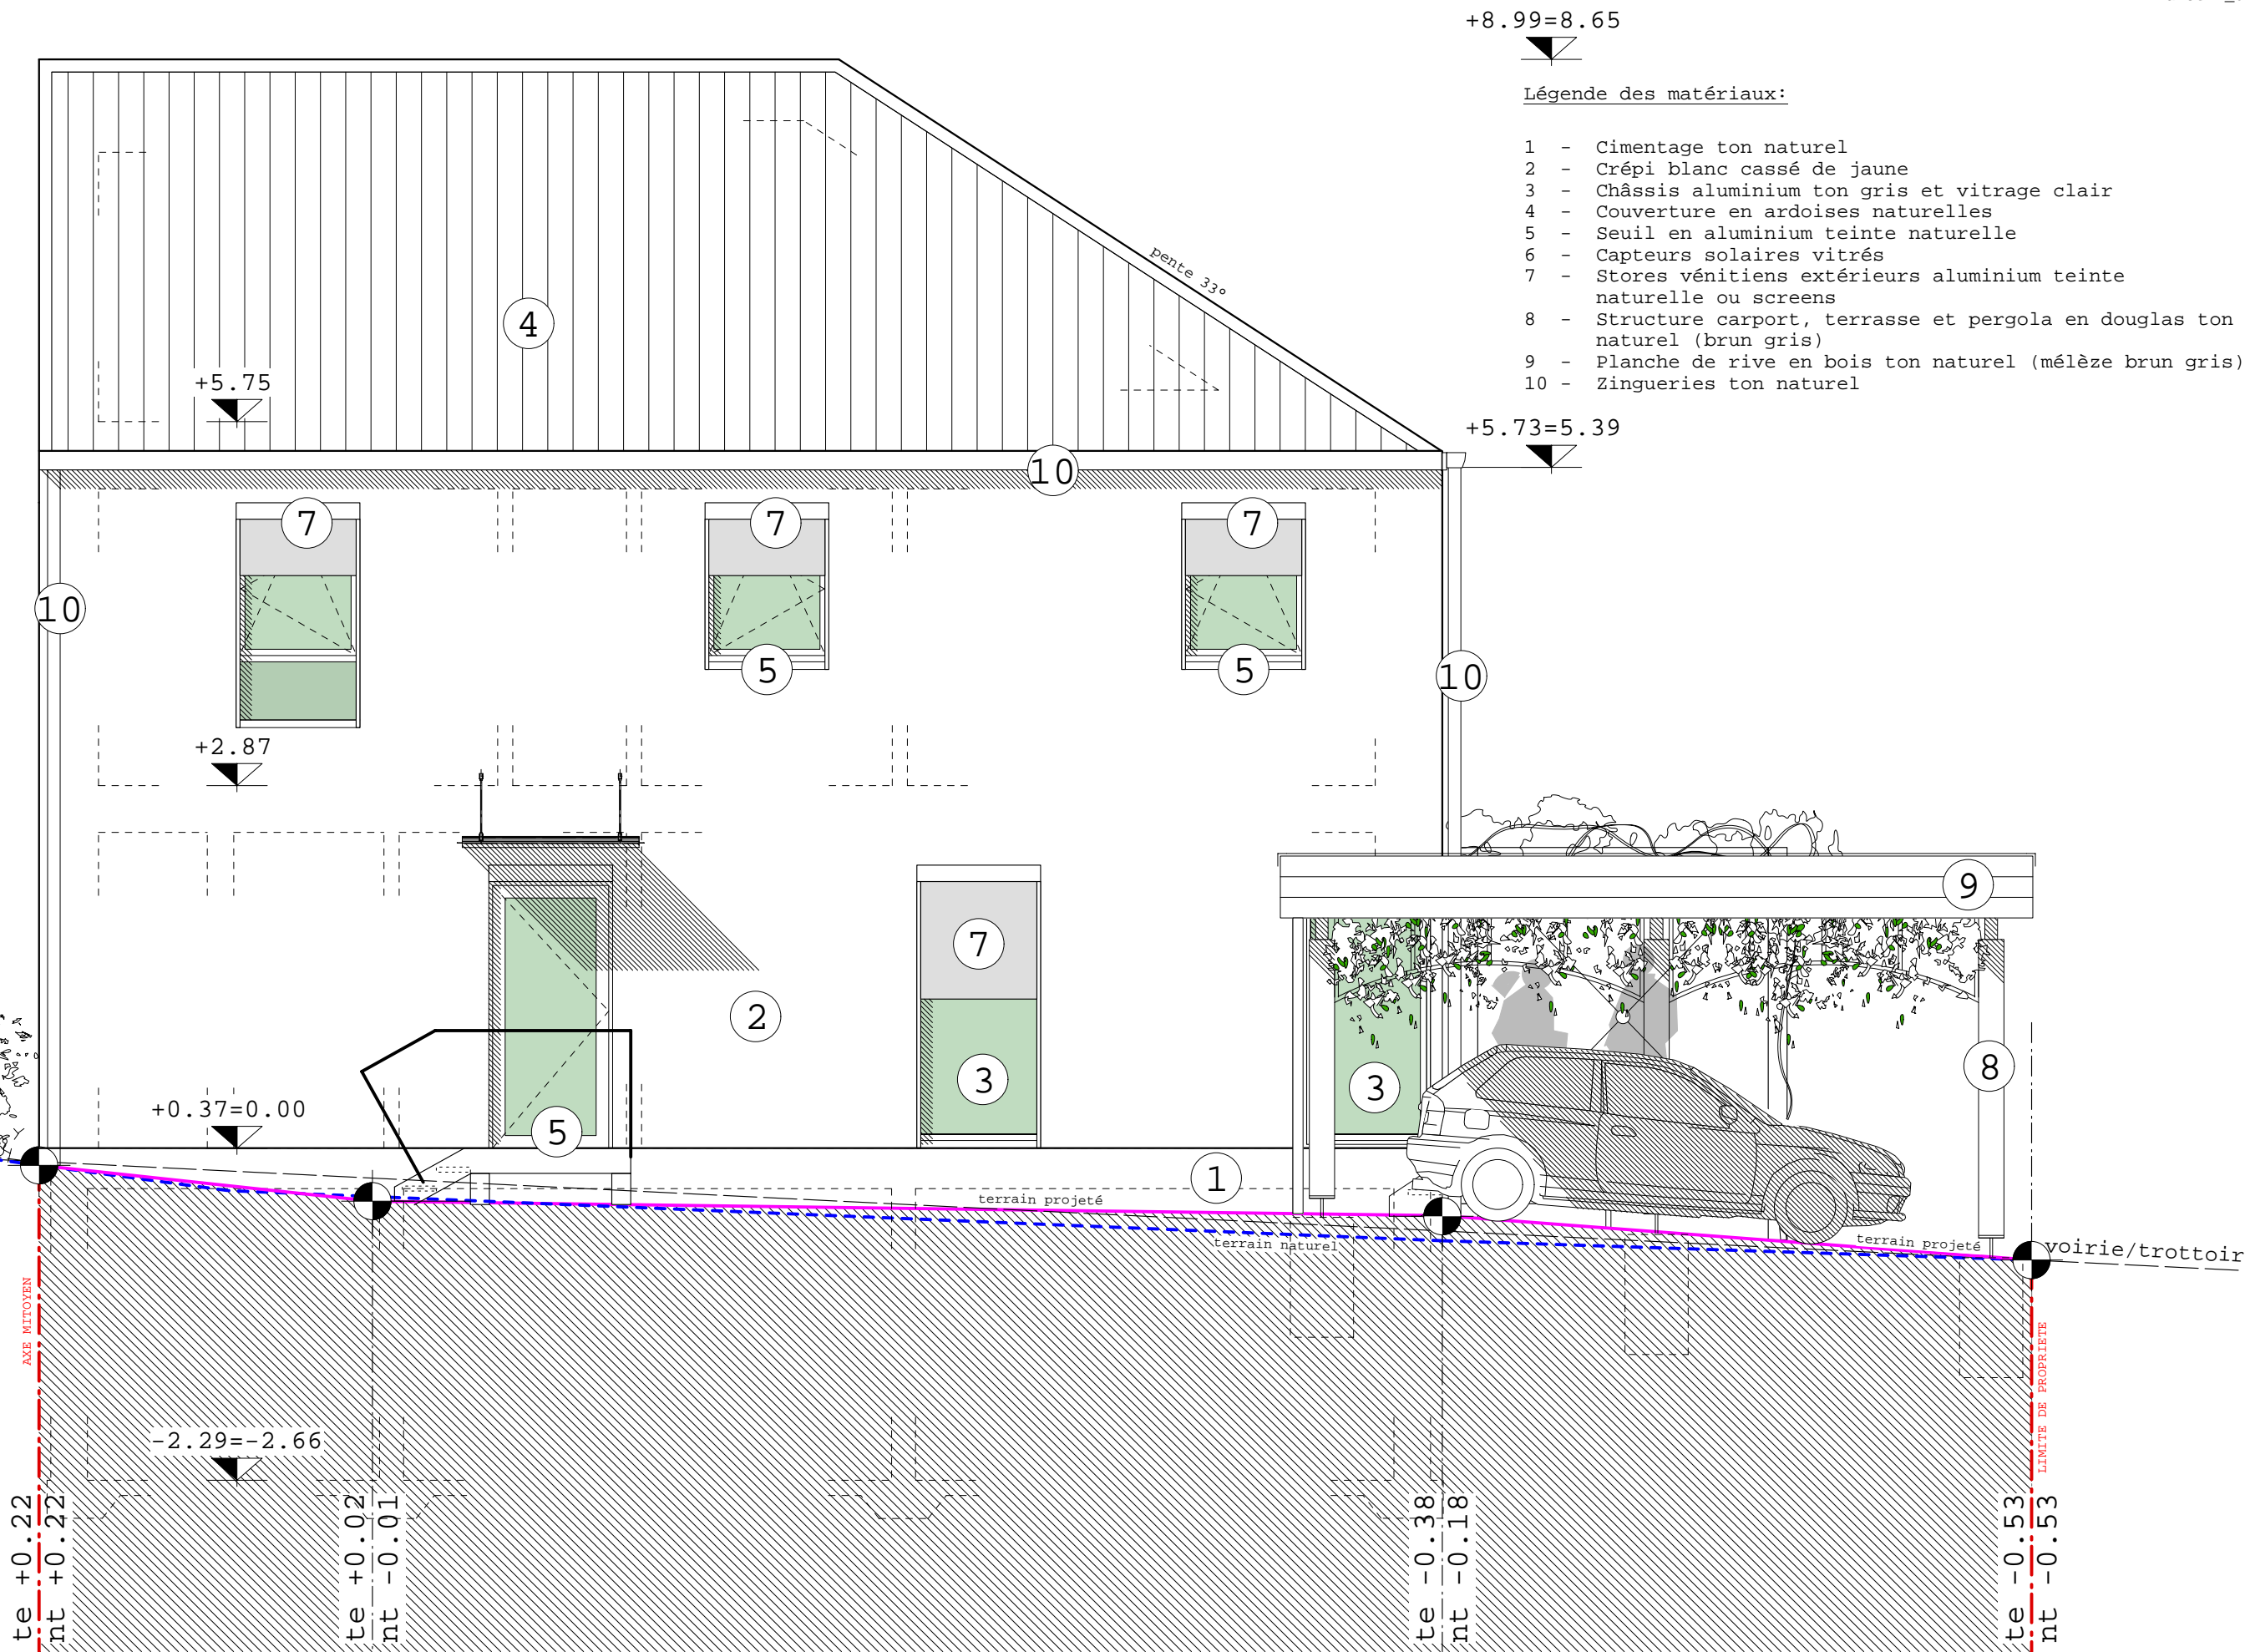 +8.99=8.65
Légende des matériaux:
1 - Cimentage ton naturel
2 - Crépi blanc cassé de jaune
3 - Châssis aluminium ton gris et vitrage clair
4 - Couverture en ardoises naturelles
5 - Seuil en aluminium teinte naturelle
6 - Capteurs solaires vitrés
7 - Stores vénitiens extérieurs aluminium teinte
naturelle ou screens
8 - Structure carport, terrasse et pergola en douglas ton
naturel (brun gris)
9 - Planche de rive en bois ton naturel (mélèze brun gris)
10 - Zingueries ton naturel
pente 33°
4
+5.75
+5.73=5.39
10
7
7
7
10
5
5
10
+2.87
9
7
2
3
3
8
+0.37=0.00
5
1
terrain projeté
terrain naturel
terrain projeté
voirie/trottoir
AXE MITOYEN
LIMITE DE PROPRIETE
-2.29=-2.66
te +0.22
nt +0.22
te +0.02
nt -0.01
te -0.38
nt -0.18
te -0.53
nt -0.53